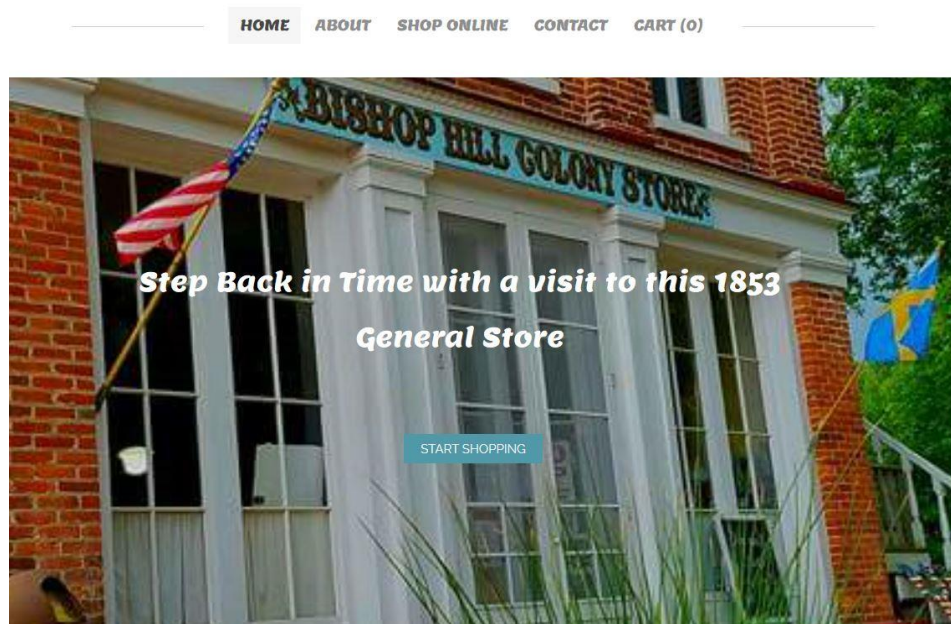 HOME ABOUT SHOP ONLINE CONTACT CART (0)
BISHOP HILL COLONY STORE
Step Back in Time with a visit to this 1853
General Store
START SHOPPING